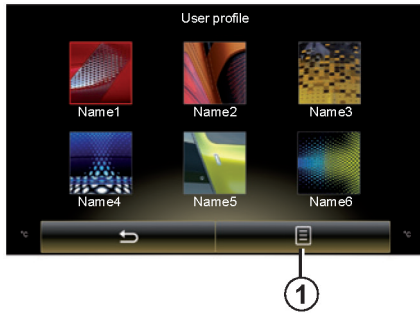 User profile
Name1 Name2 Name3
Name4 Name5 Name6
°C °C
1